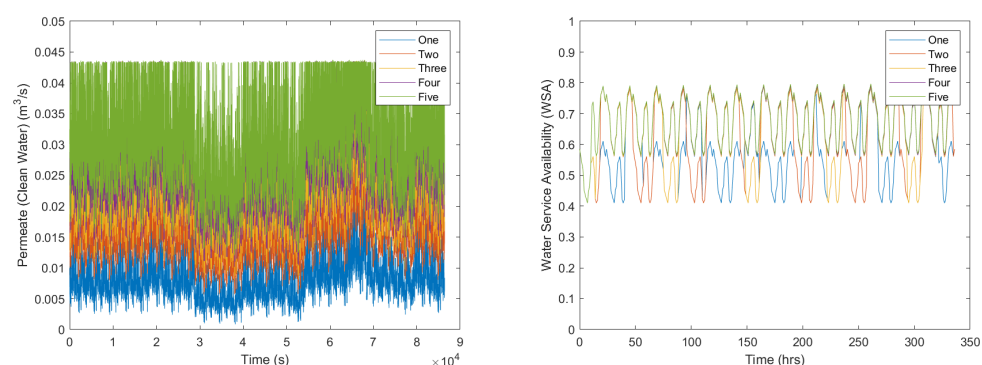 0.05
0.045
0.04
0.035
0.03
0.025
0.02
0.015
0.01
0.005
0
Permeate (Clean Water) (m³/s)
0 1 2 3 4 5 6 7 8 9
Time (s)
×10⁴
One
Two
Three
Four
Five
1
0.9
0.8
0.7
0.6
0.5
0.4
0.3
0.2
0.1
0
Water Service Availability (WSA)
0 50 100 150 200 250 300 350
Time (hrs)
One
Two
Three
Four
Five